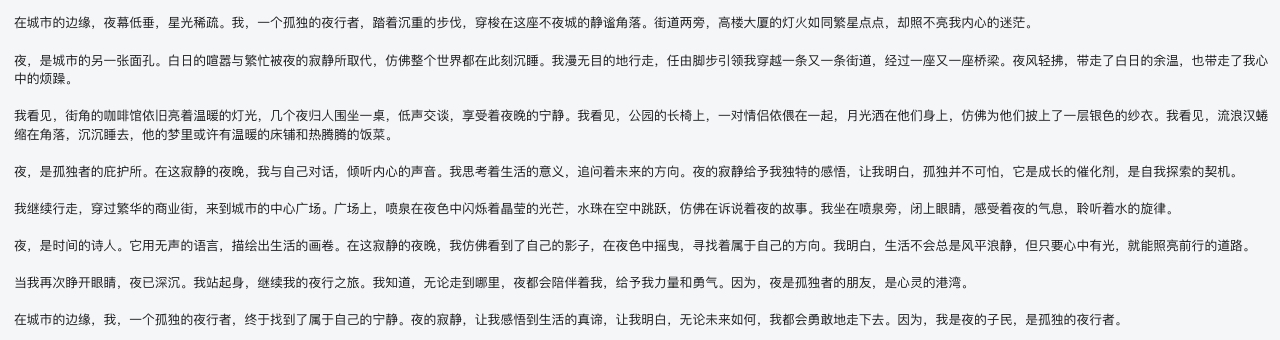 在城市的边缘，夜幕低垂，星光稀疏。我，一个孤独的夜行者，踏着沉重的步伐，穿梭在这座不夜城的静谧角落。街道两旁，高楼大厦的灯火如同繁星点点，却照不亮我内心的迷茫。
夜，是城市的另一张面孔。白日的喧嚣与繁忙被夜的寂静所取代，仿佛整个世界都在此刻沉睡。我漫无目的地行走，任由脚步引领我穿越一条又一条街道，经过一座又一座桥梁。夜风轻拂，带走了白日的余温，也带走了我心
中的烦躁。
我看见，街角的咖啡馆依旧亮着温暖的灯光，几个夜归人围坐一桌，低声交谈，享受着夜晚的宁静。我看见，公园的长椅上，一对情侣依偎在一起，月光洒在他们身上，仿佛为他们披上了一层银色的纱衣。我看见，流浪汉蜷
缩在角落，沉沉睡去，他的梦里或许有温暖的床铺和热腾腾的饭菜。
夜，是孤独者的庇护所。在这寂静的夜晚，我与自己对话，倾听内心的声音。我思考着生活的意义，追问着未来的方向。夜的寂静给予我独特的感悟，让我明白，孤独并不可怕，它是成长的催化剂，是自我探索的契机。
我继续行走，穿过繁华的商业街，来到城市的中心广场。广场上，喷泉在夜色中闪烁着晶莹的光芒，水珠在空中跳跃，仿佛在诉说着夜的故事。我坐在喷泉旁，闭上眼睛，感受着夜的气息，聆听着水的旋律。
夜，是时间的诗人。它用无声的语言，描绘出生活的画卷。在这寂静的夜晚，我仿佛看到了自己的影子，在夜色中摇曳，寻找着属于自己的方向。我明白，生活不会总是风平浪静，但只要心中有光，就能照亮前行的道路。
当我再次睁开眼睛，夜已深沉。我站起身，继续我的夜行之旅。我知道，无论走到哪里，夜都会陪伴着我，给予我力量和勇气。因为，夜是孤独者的朋友，是心灵的港湾。
在城市的边缘，我，一个孤独的夜行者，终于找到了属于自己的宁静。夜的寂静，让我感悟到生活的真谛，让我明白，无论未来如何，我都会勇敢地走下去。因为，我是夜的子民，是孤独的夜行者。